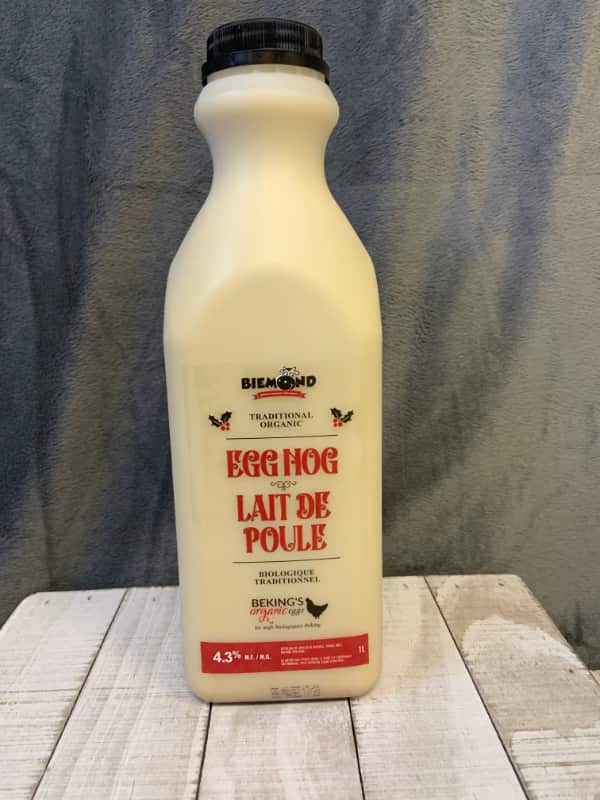 BIEMOND
TRADITIONAL
ORGANIC
EGG NOG
LAIT DE
POULE
BIOLOGIQUE
TRADITIONNEL
BEKING'S
organic eggs
4.3% M.F. / M.G.
1L